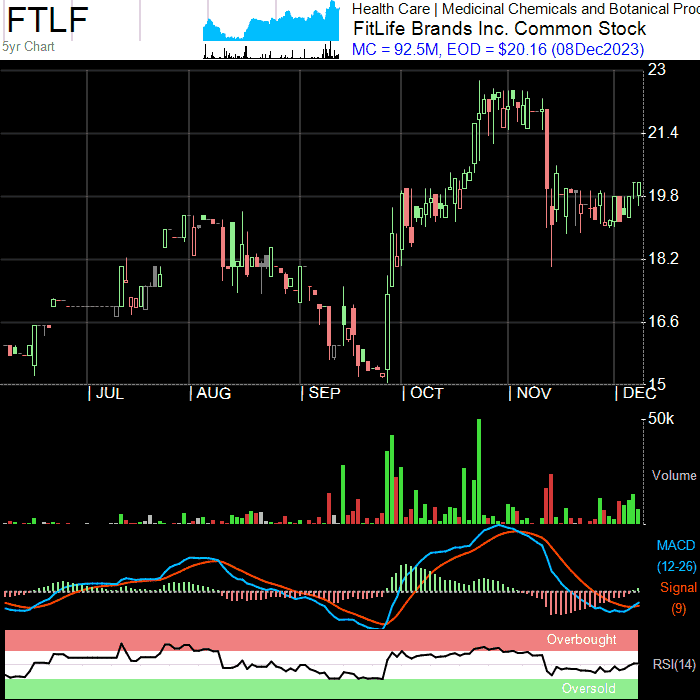 FTLF
5yr Chart
Health Care | Medicinal Chemicals and Botanical Proc
FitLife Brands Inc. Common Stock
MC = 92.5M, EOD = $20.16 (08Dec2023)
23
21.4
19.8
18.2
16.6
15
JUL AUG SEP OCT NOV DEC
50k
Volume
MACD
(12-26)
Signal
(9)
Overbought
RSI(14)
Oversold